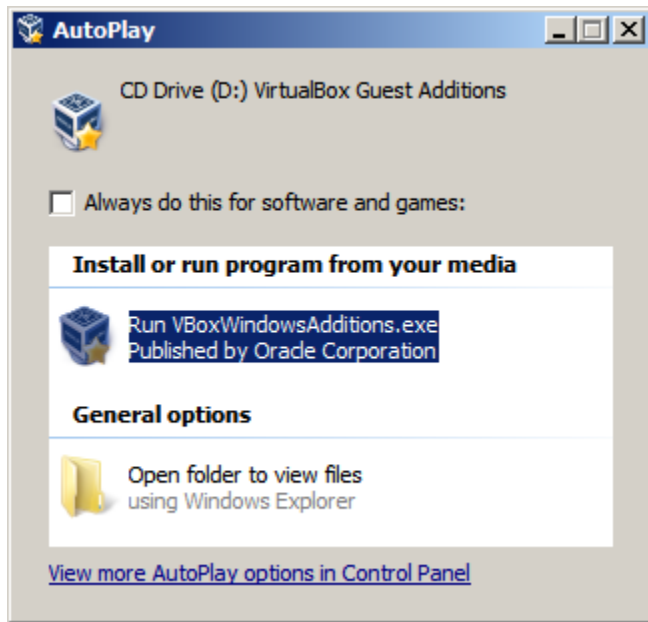 AutoPlay
CD Drive (D:) VirtualBox Guest Additions
Always do this for software and games:
Install or run program from your media
Run VBoxWindowsAdditions.exe
Published by Oracle Corporation
General options
Open folder to view files
using Windows Explorer
View more AutoPlay options in Control Panel